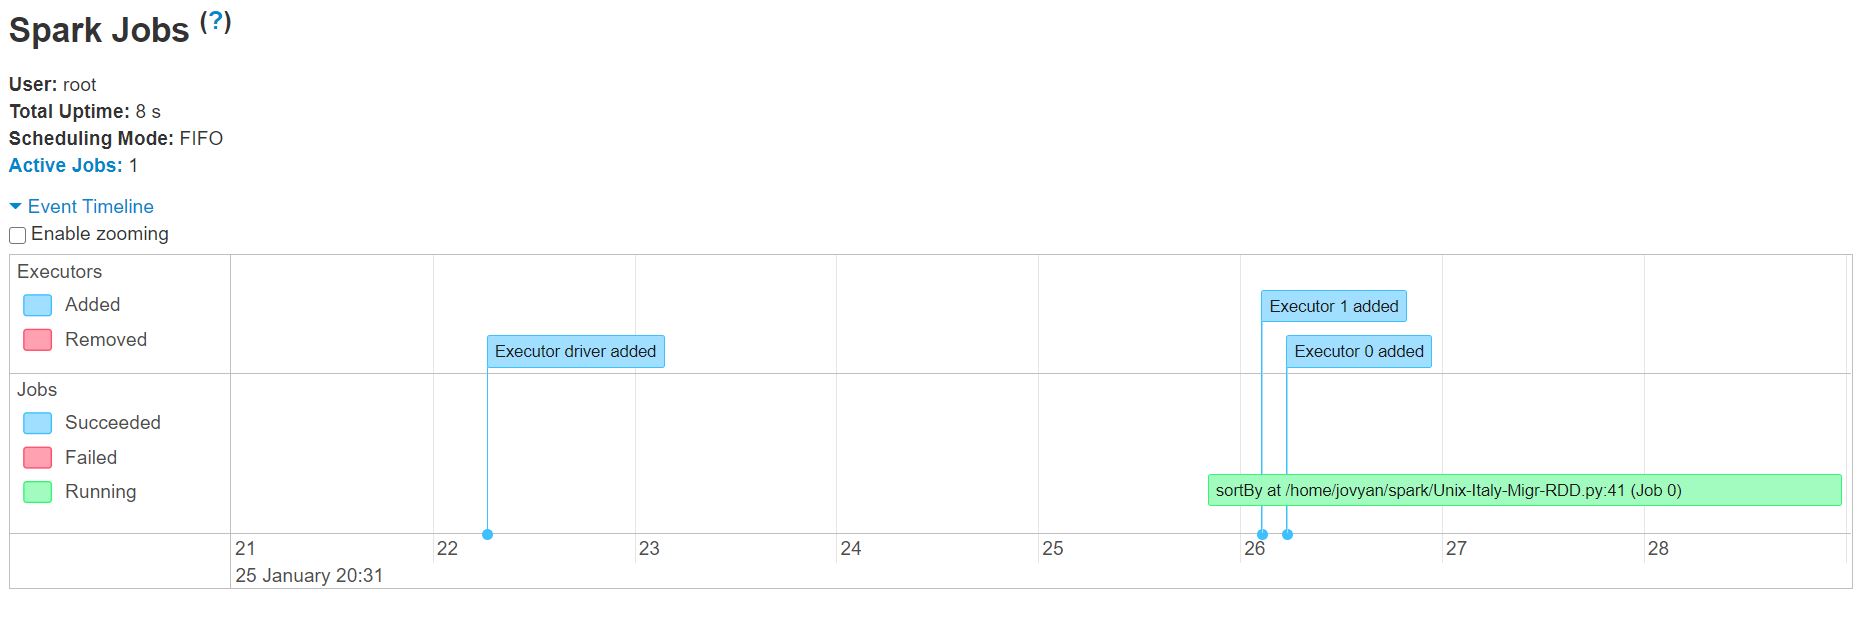 Spark Jobs (?)
User: root
Total Uptime: 8 s
Scheduling Mode: FIFO
Active Jobs: 1
Event Timeline
Enable zooming
Executors
Added
Removed
Executor driver added
Executor 1 added
Executor 0 added
Jobs
Succeeded
Failed
Running
sortBy at /home/jovyan/spark/Unix-Italy-Migr-RDD.py:41 (Job 0)
21 22 23 24 25 26 27 28
25 January 20:31